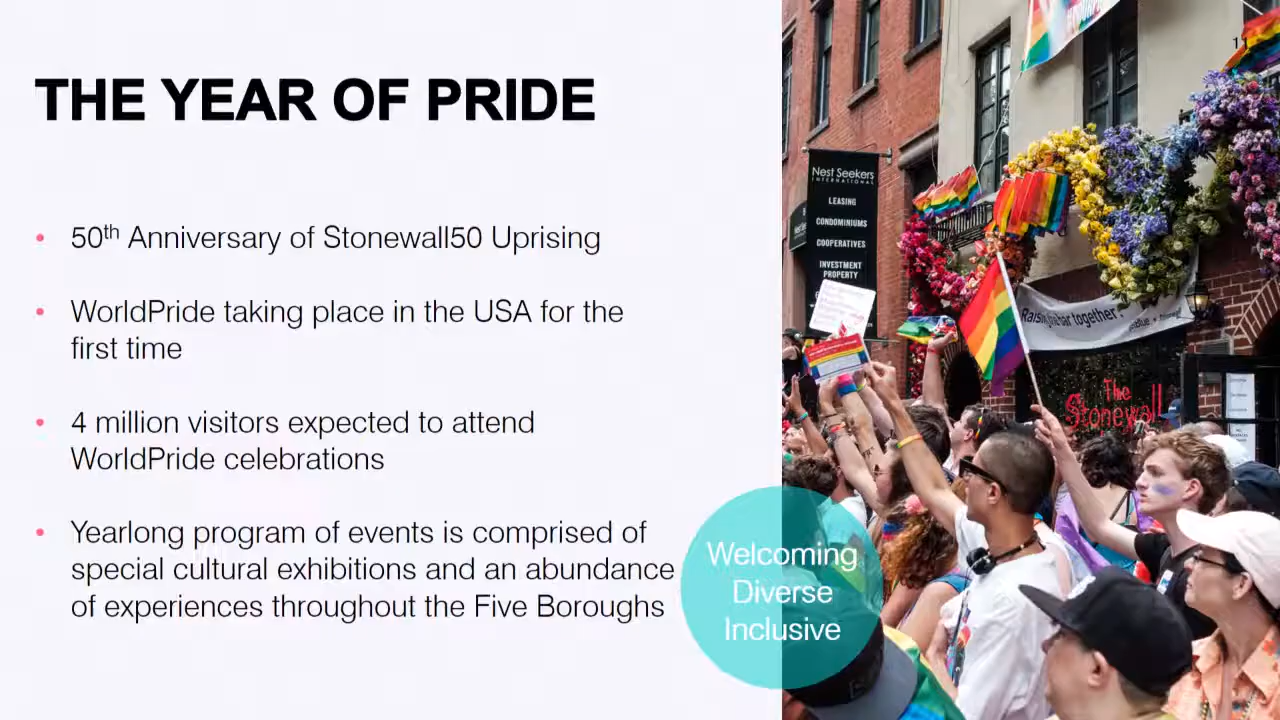 THE YEAR OF PRIDE
• 50th Anniversary of Stonewall50 Uprising
• WorldPride taking place in the USA for the
first time
• 4 million visitors expected to attend
WorldPride celebrations
• Yearlong program of events is comprised of
special cultural exhibitions and an abundance
of experiences throughout the Five Boroughs
Welcoming
Diverse
Inclusive
Nest Seekers
INTERNATIONAL
LEASING
CONDOMINIUMS
COOPERATIVES
INVESTMENT
PROPERTY
bar together.
The
Stonewall